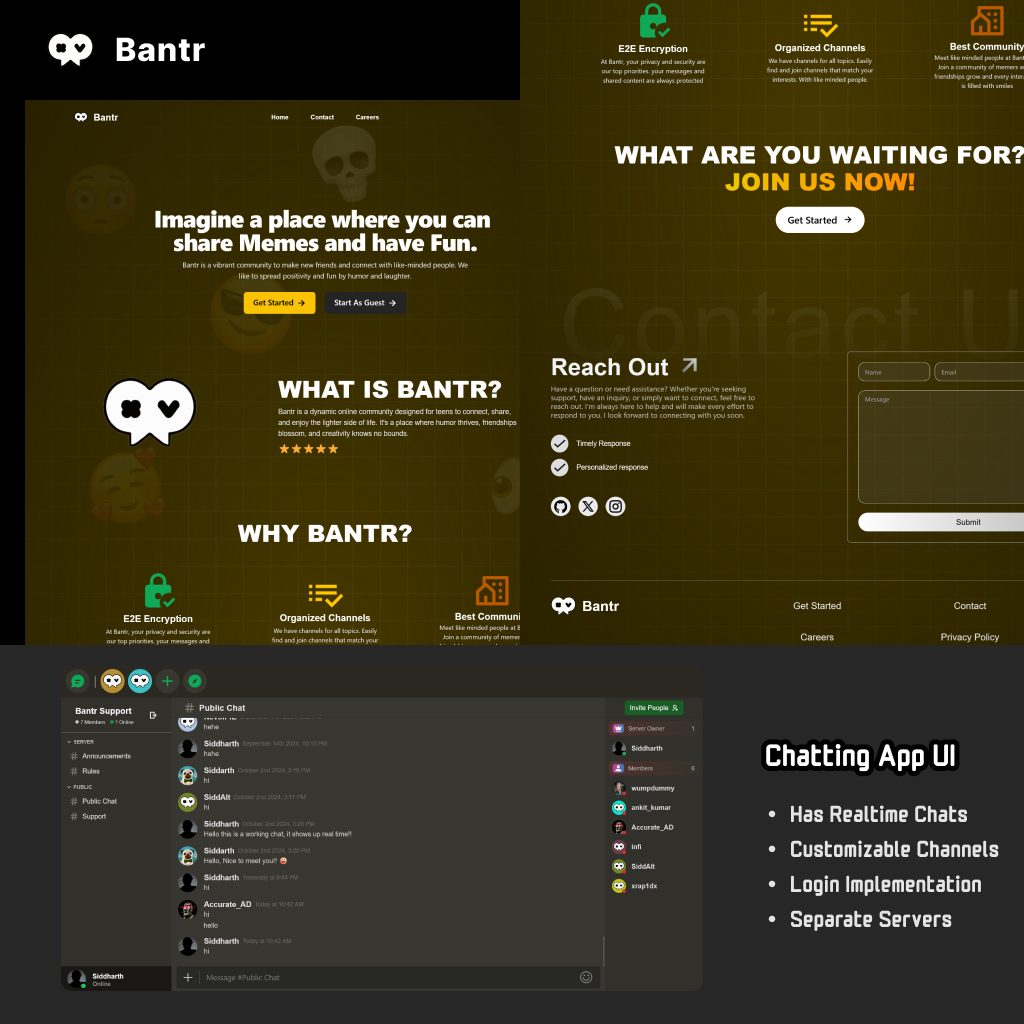 Bantr
Bantr
Home Contact Careers
Imagine a place where you can
share Memes and have Fun.
Bantr is a vibrant community to make new friends and connect with like-minded people. We
like to spread positivity and fun by humor and laughter.
Get Started → Start As Guest →
WHAT IS BANTR?
Bantr is a dynamic online community designed for teens to connect, share,
and enjoy the lighter side of life. It's a place where humor thrives, friendships
blossom, and creativity knows no bounds.
WHY BANTR?
E2E Encryption
At Bantr, your privacy and security are
our top priorities, your messages and
Organized Channels
We have channels for all topics. Easily
find and join channels that match your
Best Communi
Meet like minded people at B
Join a community of memer
E2E Encryption
At Bantr, your privacy and security are
our top priorities, your messages and
shared content are always protected
Organized Channels
We have channels for all topics. Easily
find and join channels that match your
interests. With like minded people.
Best Community
Meet like minded people at Bant
Join a community of memers w
friendships grow and every inter
is filled with smiles
WHAT ARE YOU WAITING FOR?
JOIN US NOW!
Get Started →
Contact U
Reach Out
Have a question or need assistance? Whether you're seeking
support, have an inquiry, or simply want to connect, feel free to
reach out. I'm always here to help and will make every effort to
respond to you. I look forward to connecting with you soon.
Timely Response
Personalized response
Name Email
Message
Submit
Bantr
Get Started Contact
Careers Privacy Policy
Bantr Support
7 Members 1 Online
SERVER
# Announcements
# Rules
PUBLIC
# Public Chat
# Support
Siddharth
Online
# Public Chat
hehe
Siddharth September 14th 2024, 10:10 PM
hehe
Siddarth October 2nd 2024, 3:16 PM
hi
SiddAlt October 2nd 2024, 3:17 PM
hi
Siddharth October 2nd 2024, 3:20 PM
Hello this is a working chat, it shows up real time!!
Siddarth October 2nd 2024, 3:20 PM
Hello, Nice to meet you!! 😄
Siddharth Yesterday at 9:44 PM
hi
Accurate_AD Today at 10:42 AM
hi
hello
Siddharth Today at 10:42 AM
hi
Message #Public Chat
Invite People
Server Owner 1
Siddharth
Members 6
wumpdummy
ankit_kumar
Accurate_AD
infi
SiddAlt
xrap1dx
Chatting App UI
• Has Realtime Chats
• Customizable Channels
• Login Implementation
• Separate Servers